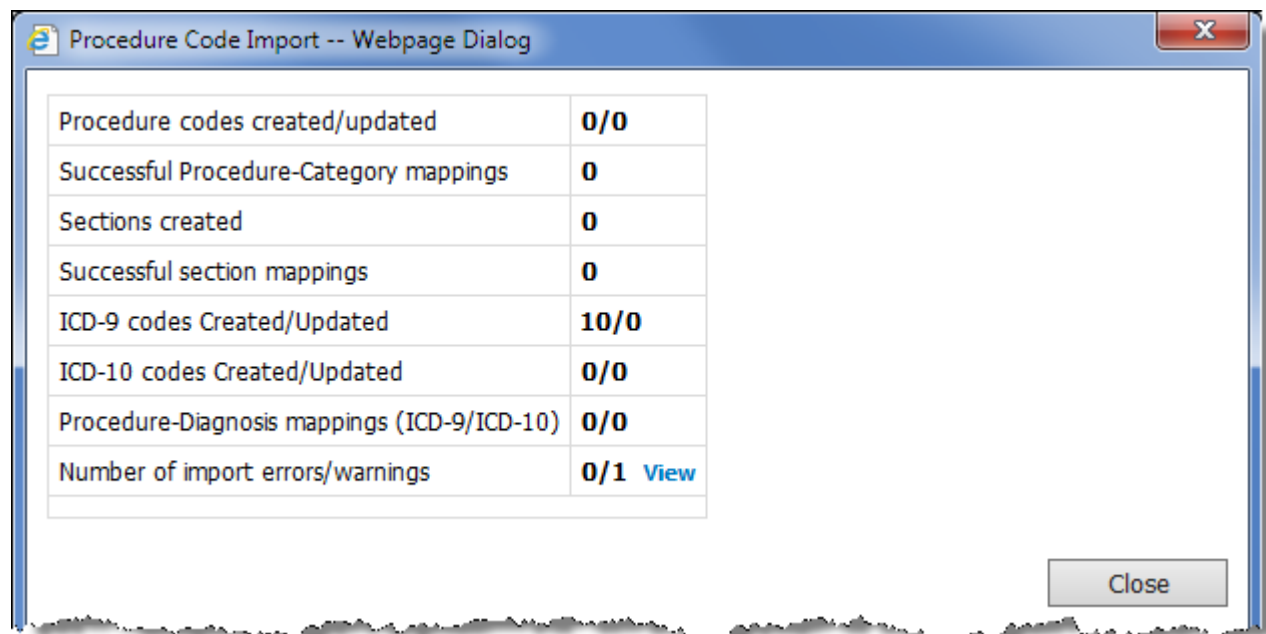 Procedure Code Import -- Webpage Dialog
Procedure codes created/updated 0/0
Successful Procedure-Category mappings 0
Sections created 0
Successful section mappings 0
ICD-9 codes Created/Updated 10/0
ICD-10 codes Created/Updated 0/0
Procedure-Diagnosis mappings (ICD-9/ICD-10) 0/0
Number of import errors/warnings 0/1 View
Close